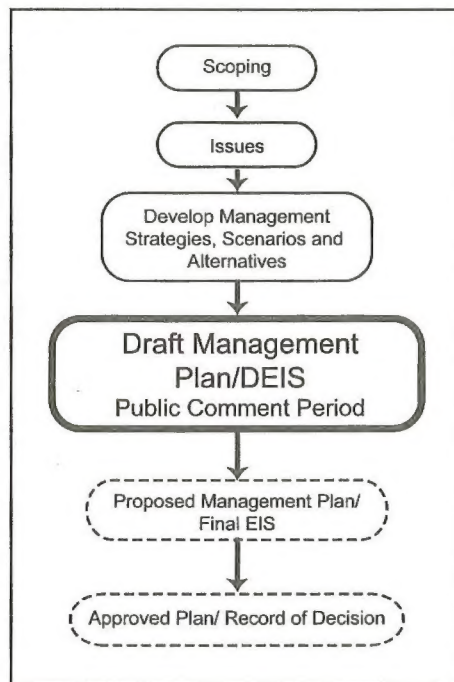 Scoping
Issues
Develop Management
Strategies, Scenarios and
Alternatives
Draft Management
Plan/DEIS
Public Comment Period
Proposed Management Plan/
Final EIS
Approved Plan/ Record of Decision